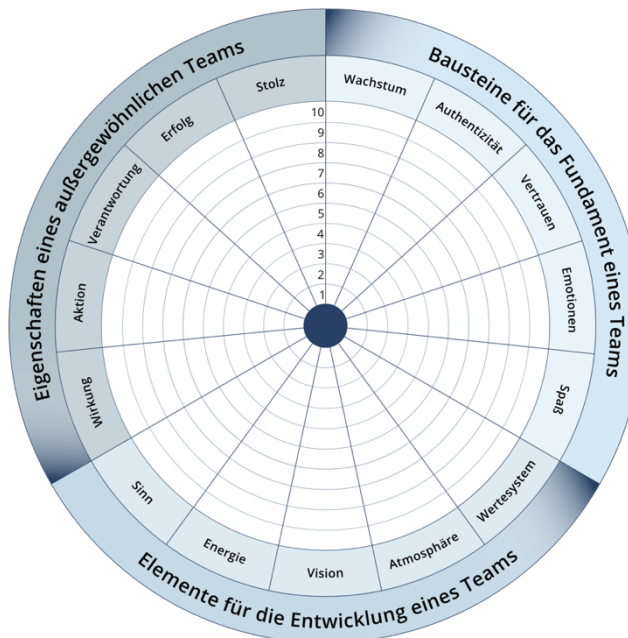 Bausteine für das Fundament eines Teams
Wachstum
Authentizität
Vertrauen
Emotionen
Spaß
Elemente für die Entwicklung eines Teams
Wertesystem
Atmosphäre
Vision
Energie
Sinn
Eigenschaften eines außergewöhnlichen Teams
Wirkung
Aktion
Verantwortung
Erfolg
Stolz
10
9
8
7
6
5
4
3
2
1